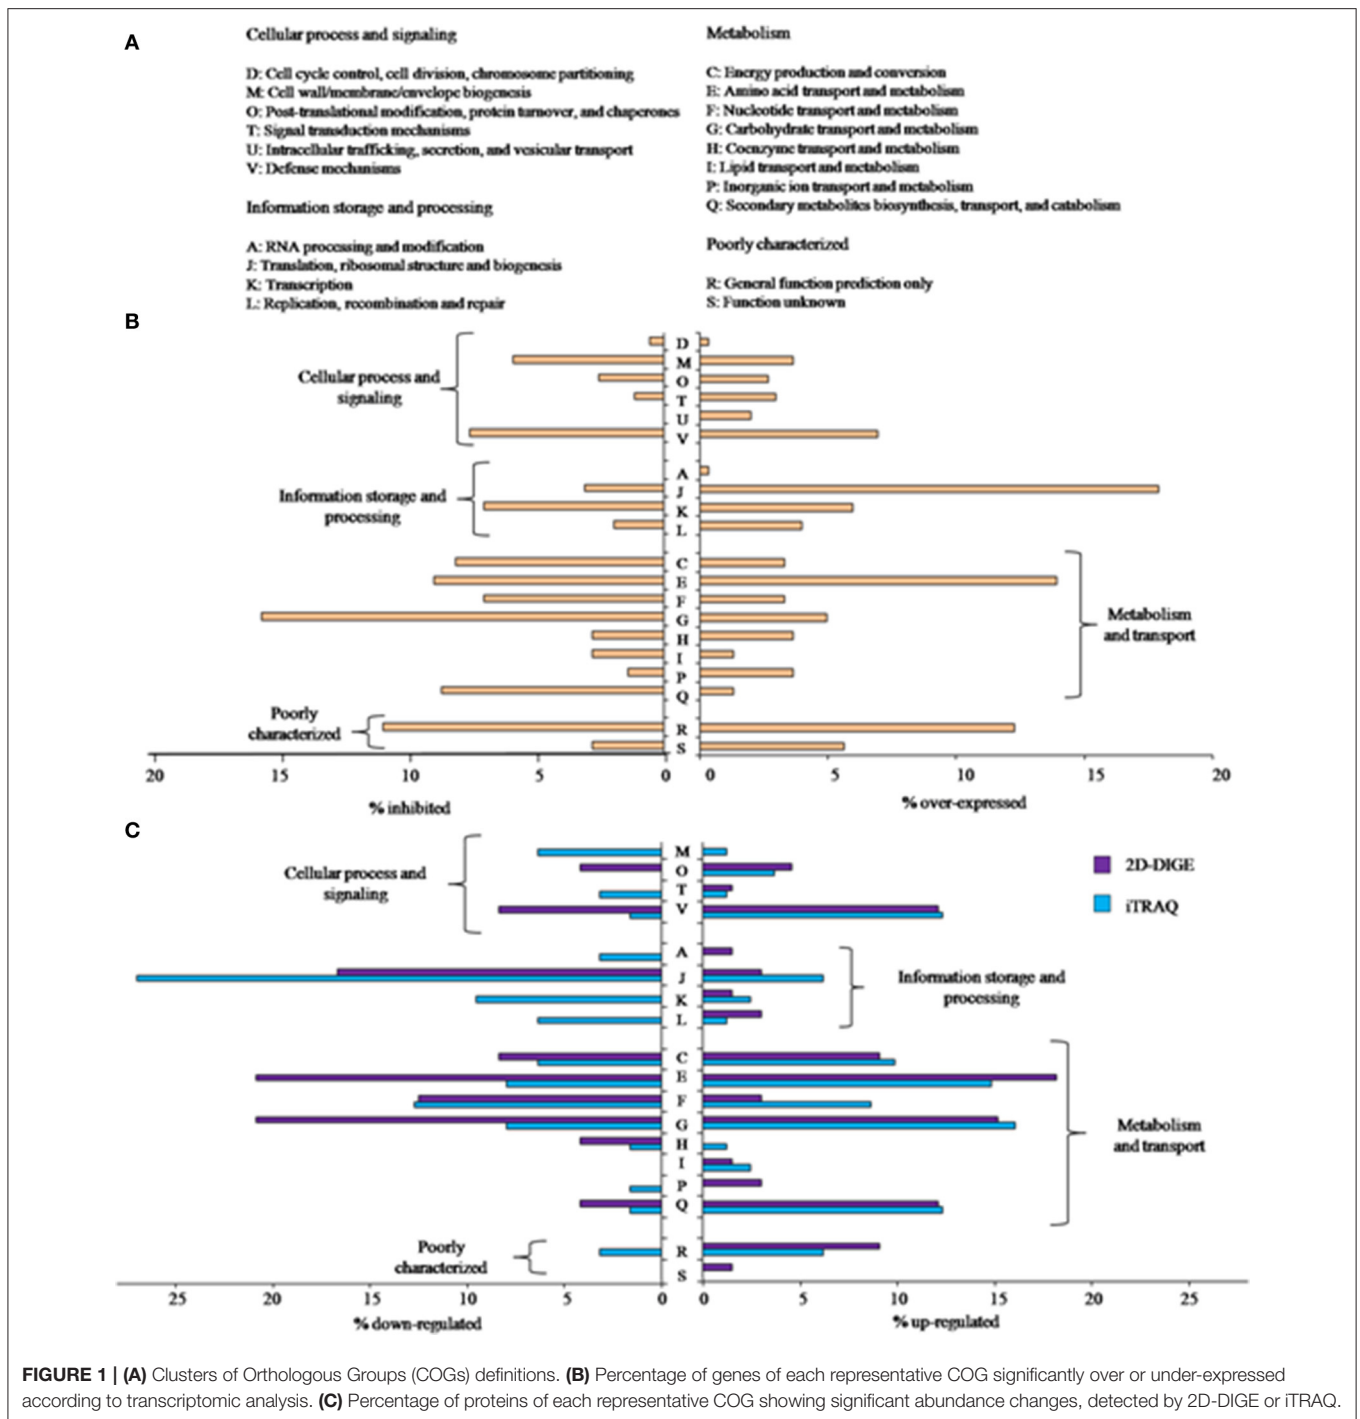 (A)
Cellular process and signaling
D: Cell cycle control, cell division, chromosome partitioning
M: Cell wall/membrane/envelope biogenesis
O: Post-translational modification, protein turnover, and chaperones
T: Signal transduction mechanisms
U: Intracellular trafficking, secretion, and vesicular transport
V: Defense mechanisms
Information storage and processing
A: RNA processing and modification
J: Translation, ribosomal structure and biogenesis
K: Transcription
L: Replication, recombination and repair
Metabolism
C: Energy production and conversion
E: Amino acid transport and metabolism
F: Nucleotide transport and metabolism
G: Carbohydrate transport and metabolism
H: Coenzyme transport and metabolism
I: Lipid transport and metabolism
P: Inorganic ion transport and metabolism
Q: Secondary metabolites biosynthesis, transport, and catabolism
Poorly characterized
R: General function prediction only
S: Function unknown
B
Cellular process and
signaling
D
M
O
T
U
V
Information storage and
processing
A
J
K
L
C
E
F
G
H
I
P
Q
Metabolism
and transport
Poorly
characterized
R
S
20 15 10 5 0 0 5 10 15 20
% inhibited
% over-expressed
C
Cellular process and
signaling
M
O
T
V
2D-DIGE
iTRAQ
A
J
K
L
Information storage and
processing
C
E
F
G
H
I
P
Q
Metabolism
and transport
Poorly
characterized
R
S
25 20 15 10 5 0 0 5 10 15 20 25
% down-regulated
% up-regulated
FIGURE 1 | (A) Clusters of Orthologous Groups (COGs) definitions. (B) Percentage of genes of each representative COG significantly over or under-expressed
according to transcriptomic analysis. (C) Percentage of proteins of each representative COG showing significant abundance changes, detected by 2D-DIGE or iTRAQ.